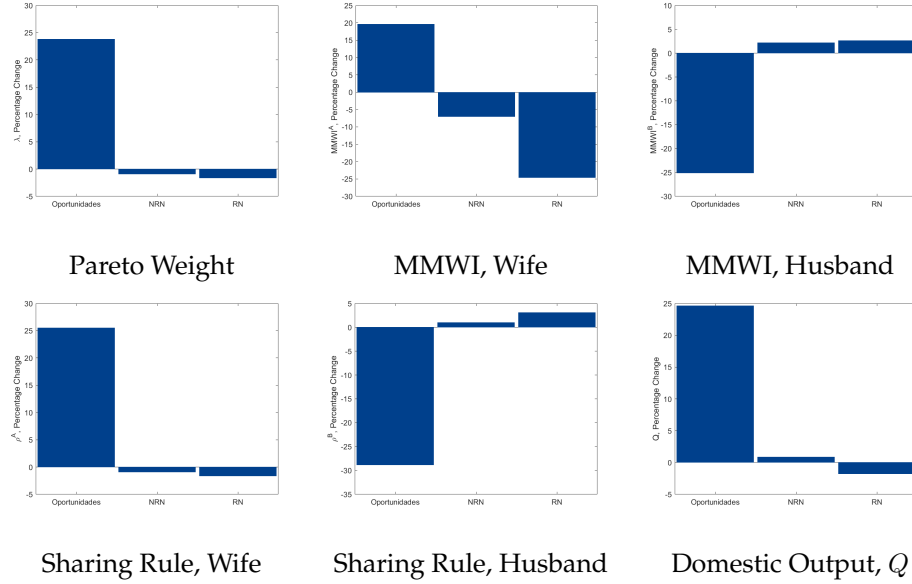 30
25
20
15
10
5
0
-5
λ, Percentage Change
Oportunidades NRN RN
Pareto Weight
25
20
15
10
5
0
-5
-10
-15
-20
-25
-30
MMWI^A, Percentage Change
Oportunidades NRN RN
MMWI, Wife
10
5
0
-5
-10
-15
-20
-25
-30
MMWI^B, Percentage Change
Oportunidades NRN RN
MMWI, Husband
30
25
20
15
10
5
0
-5
ρ^A, Percentage Change
Oportunidades NRN RN
Sharing Rule, Wife
5
0
-5
-10
-15
-20
-25
-30
-35
ρ^B, Percentage Change
Oportunidades NRN RN
Sharing Rule, Husband
25
20
15
10
5
0
-5
Q, Percentage Change
Oportunidades NRN RN
Domestic Output, Q